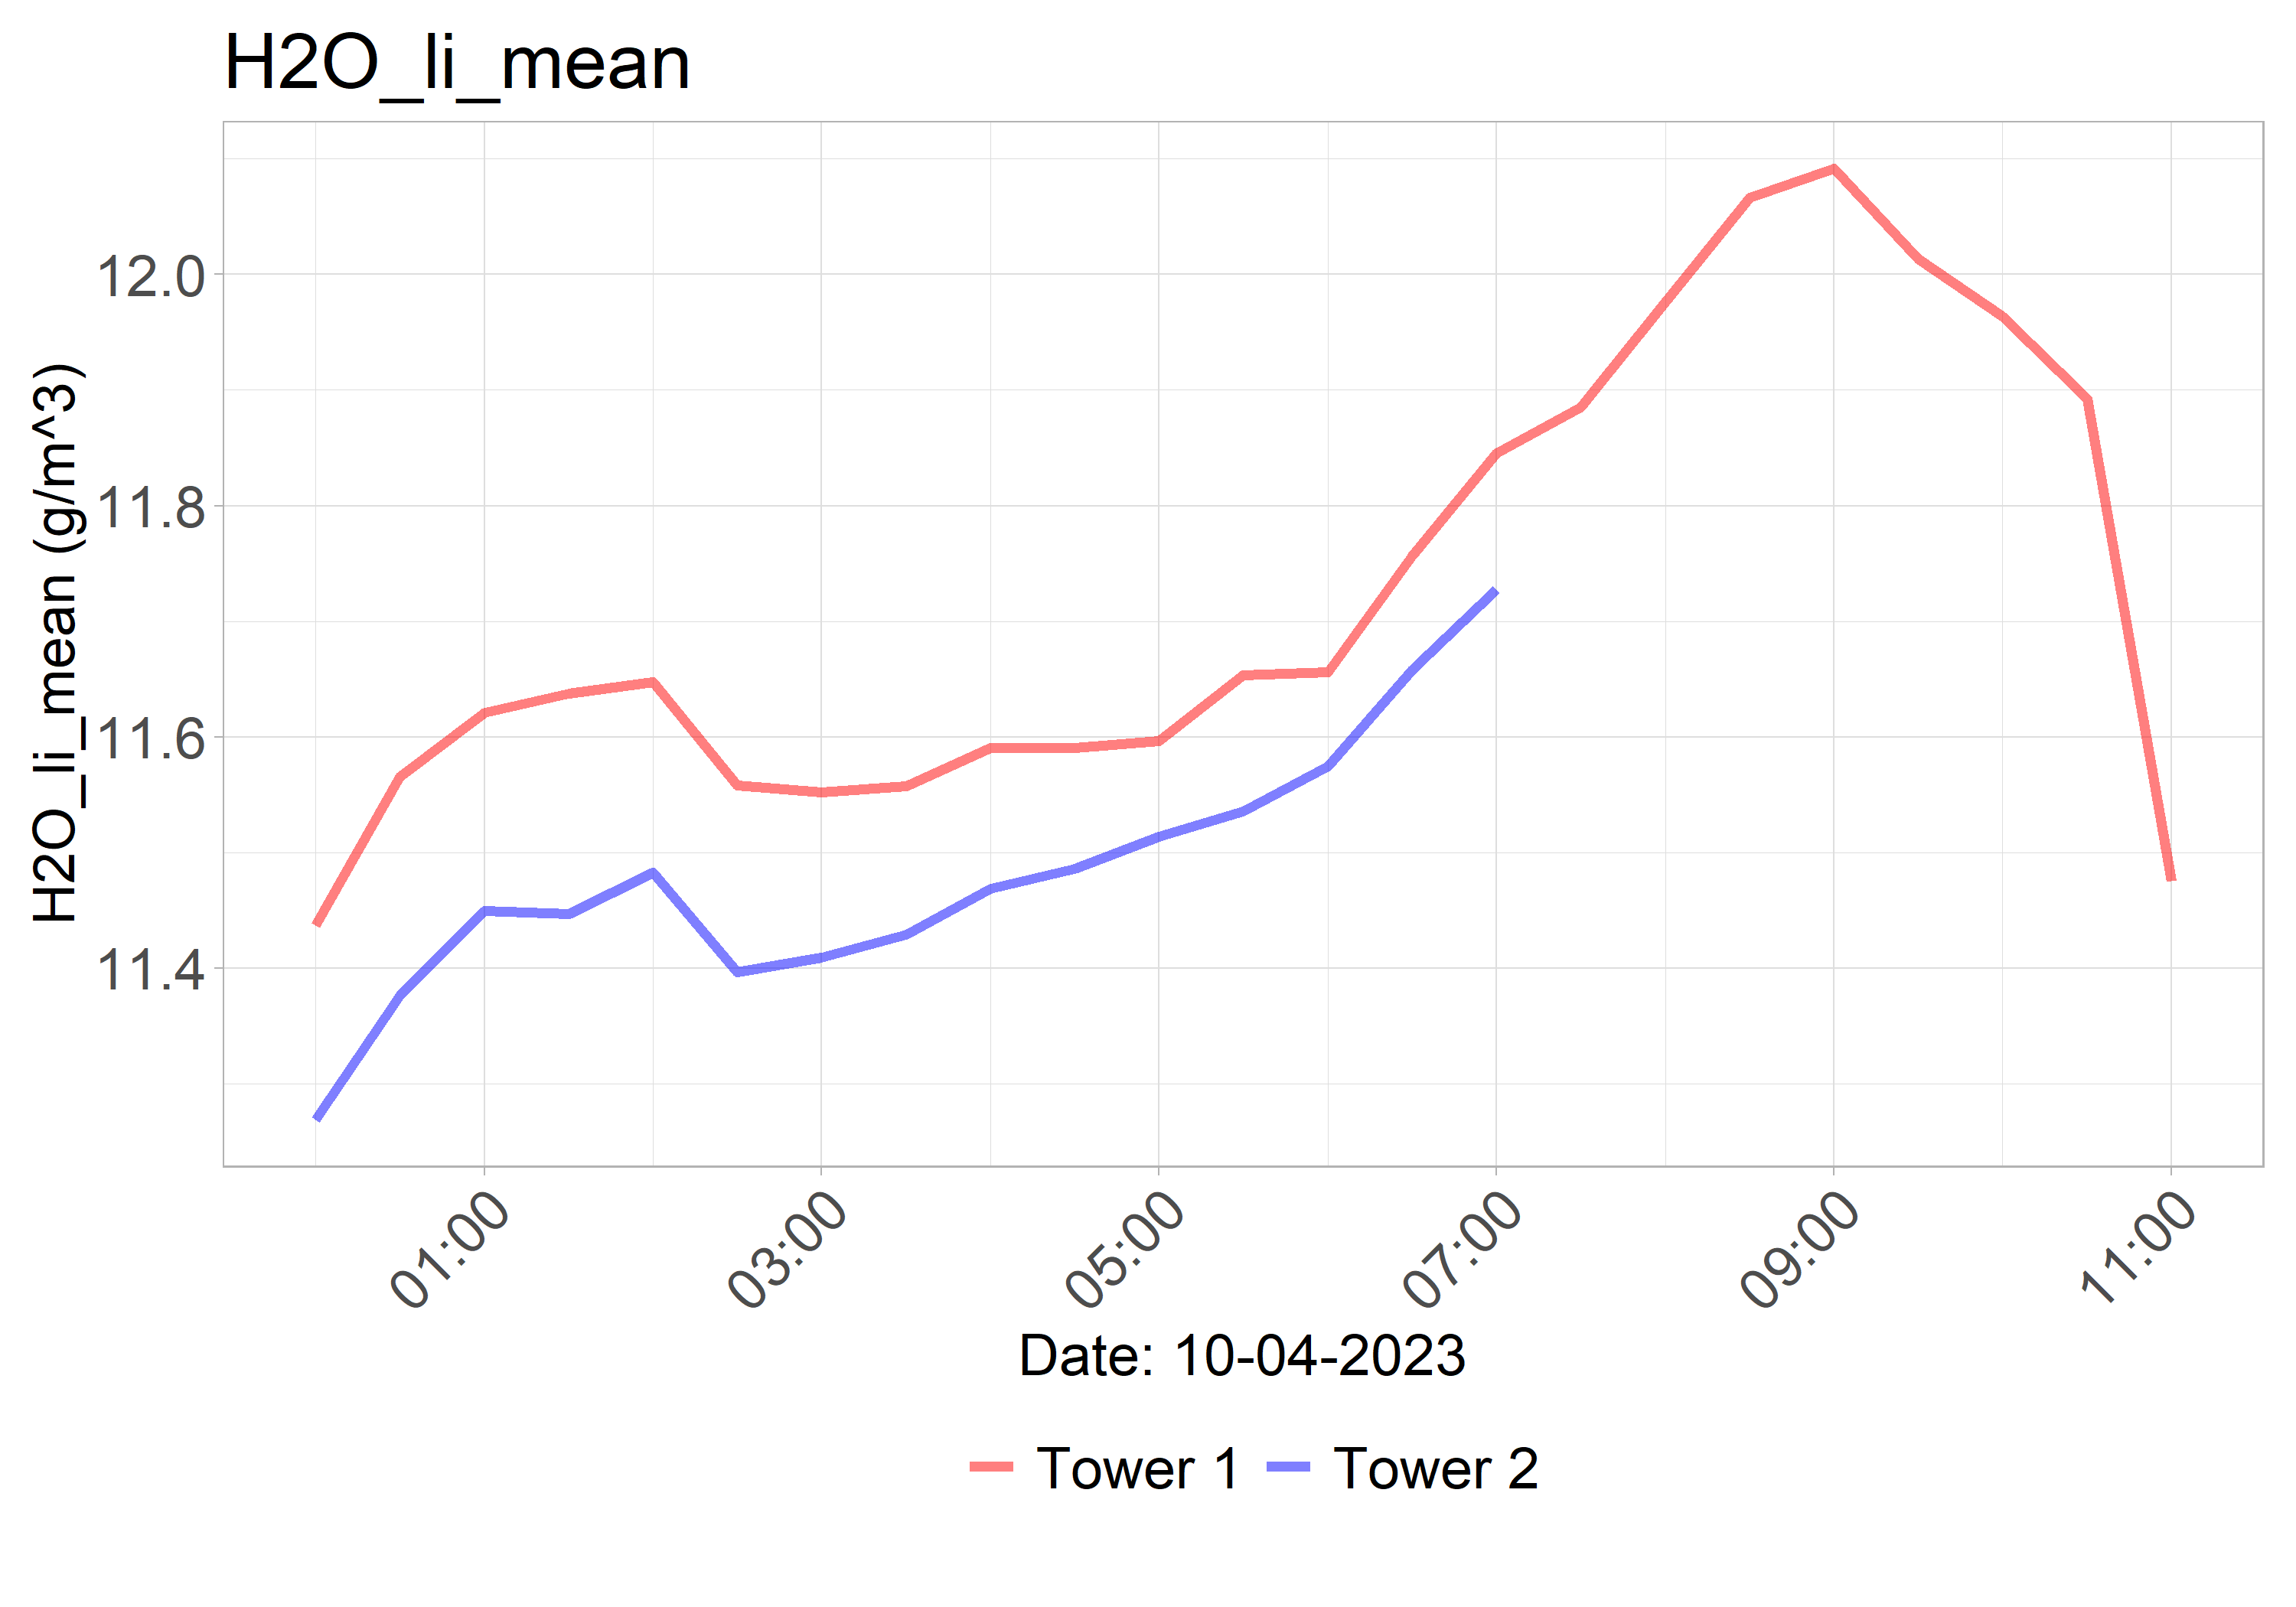 H2O_li_mean
H2O_li_mean (g/m^3)
12.0
11.8
11.6
11.4
01:00
03:00
05:00
07:00
09:00
11:00
Date: 10-04-2023
Tower 1
Tower 2